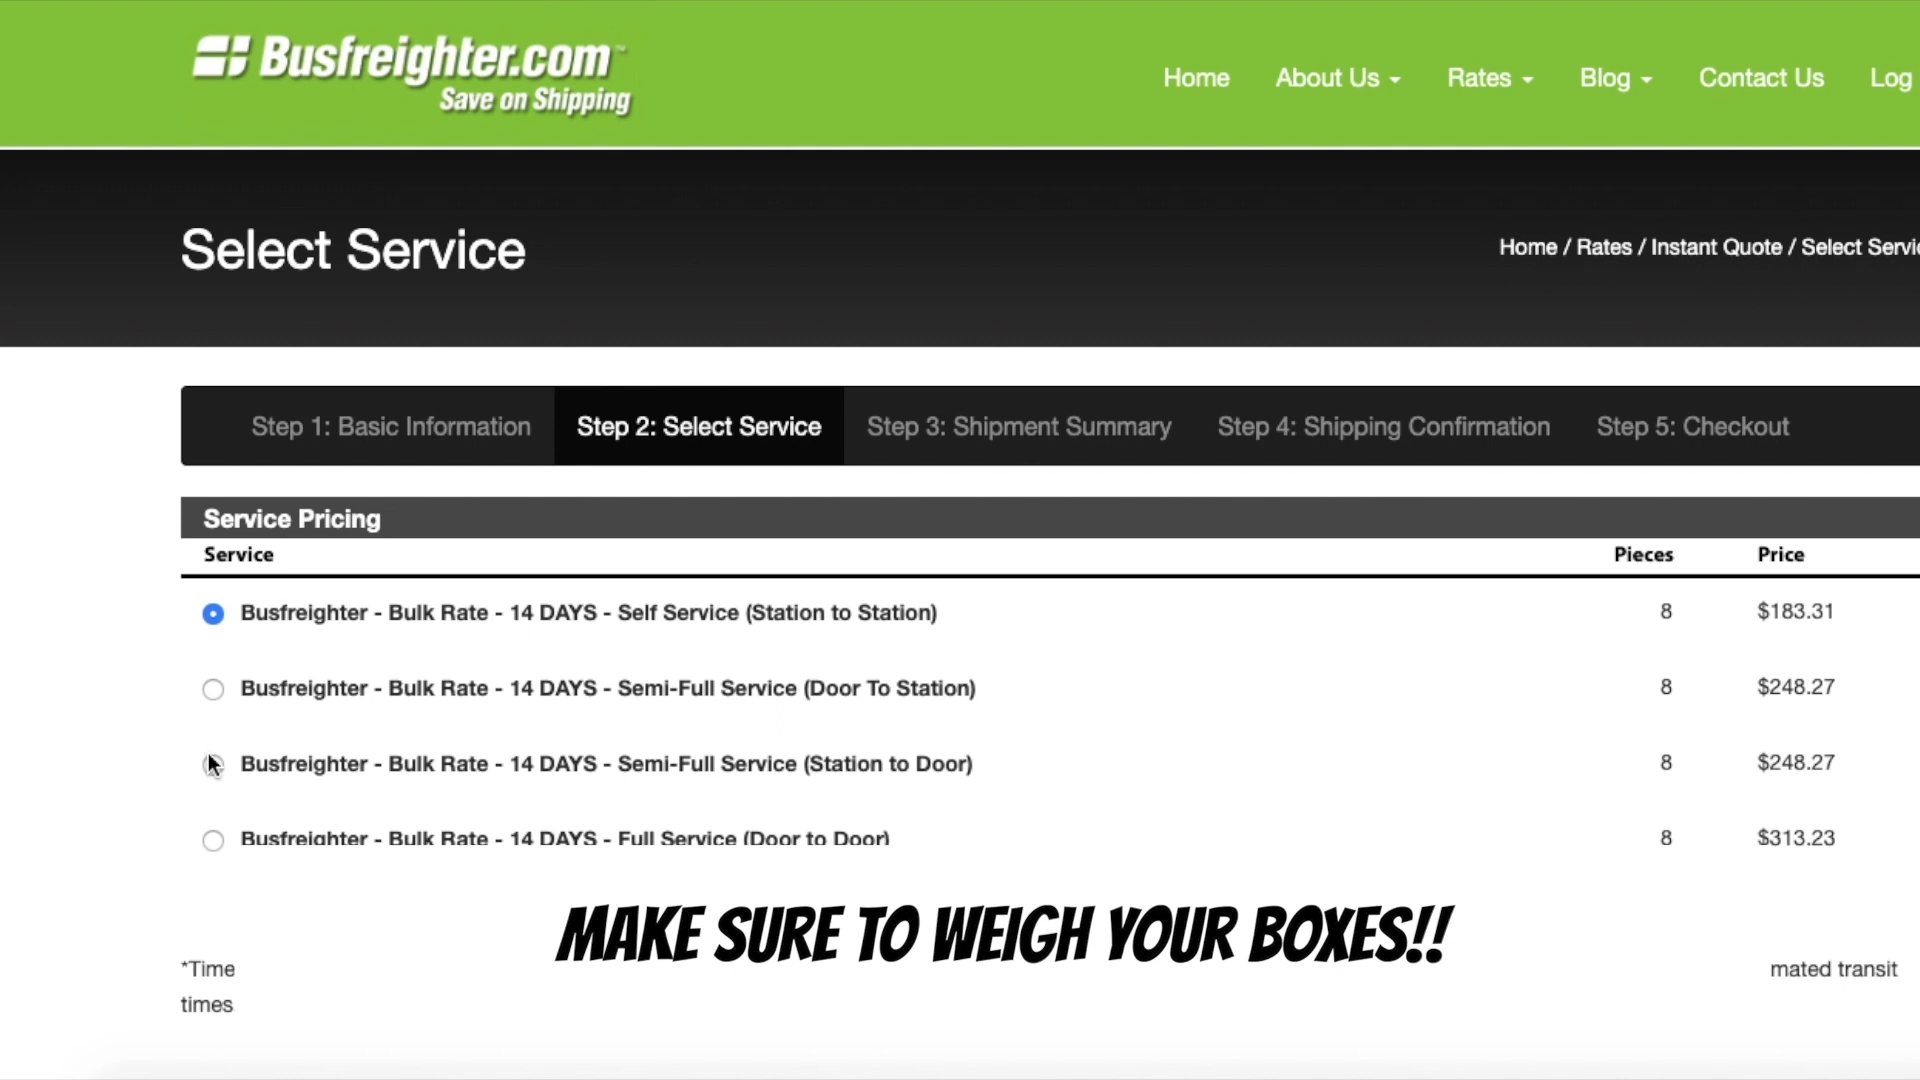 Busfreighter.com™
Save on Shipping
Home About Us Rates Blog Contact Us Log
Select Service
Home / Rates / Instant Quote / Select Servic
Step 1: Basic Information Step 2: Select Service Step 3: Shipment Summary Step 4: Shipping Confirmation Step 5: Checkout
Service Pricing
Service Pieces Price
Busfreighter - Bulk Rate - 14 DAYS - Self Service (Station to Station) 8 $183.31
Busfreighter - Bulk Rate - 14 DAYS - Semi-Full Service (Door To Station) 8 $248.27
Busfreighter - Bulk Rate - 14 DAYS - Semi-Full Service (Station to Door) 8 $248.27
Busfreighter - Bulk Rate - 14 DAYS - Full Service (Door to Door) 8 $313.23
MAKE SURE TO WEIGH YOUR BOXES!!
*Time mated transit
times